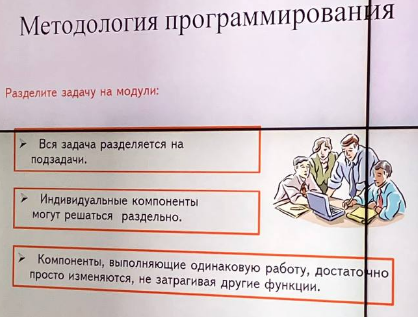 Методология программирования
Разделите задачу на модули:
➤ Вся задача разделяется на
подзадачи.
➤ Индивидуальные компоненты
могут решаться раздельно.
➤ Компоненты, выполняющие одинаковую работу, достаточно
просто изменяются, не затрагивая другие функции.